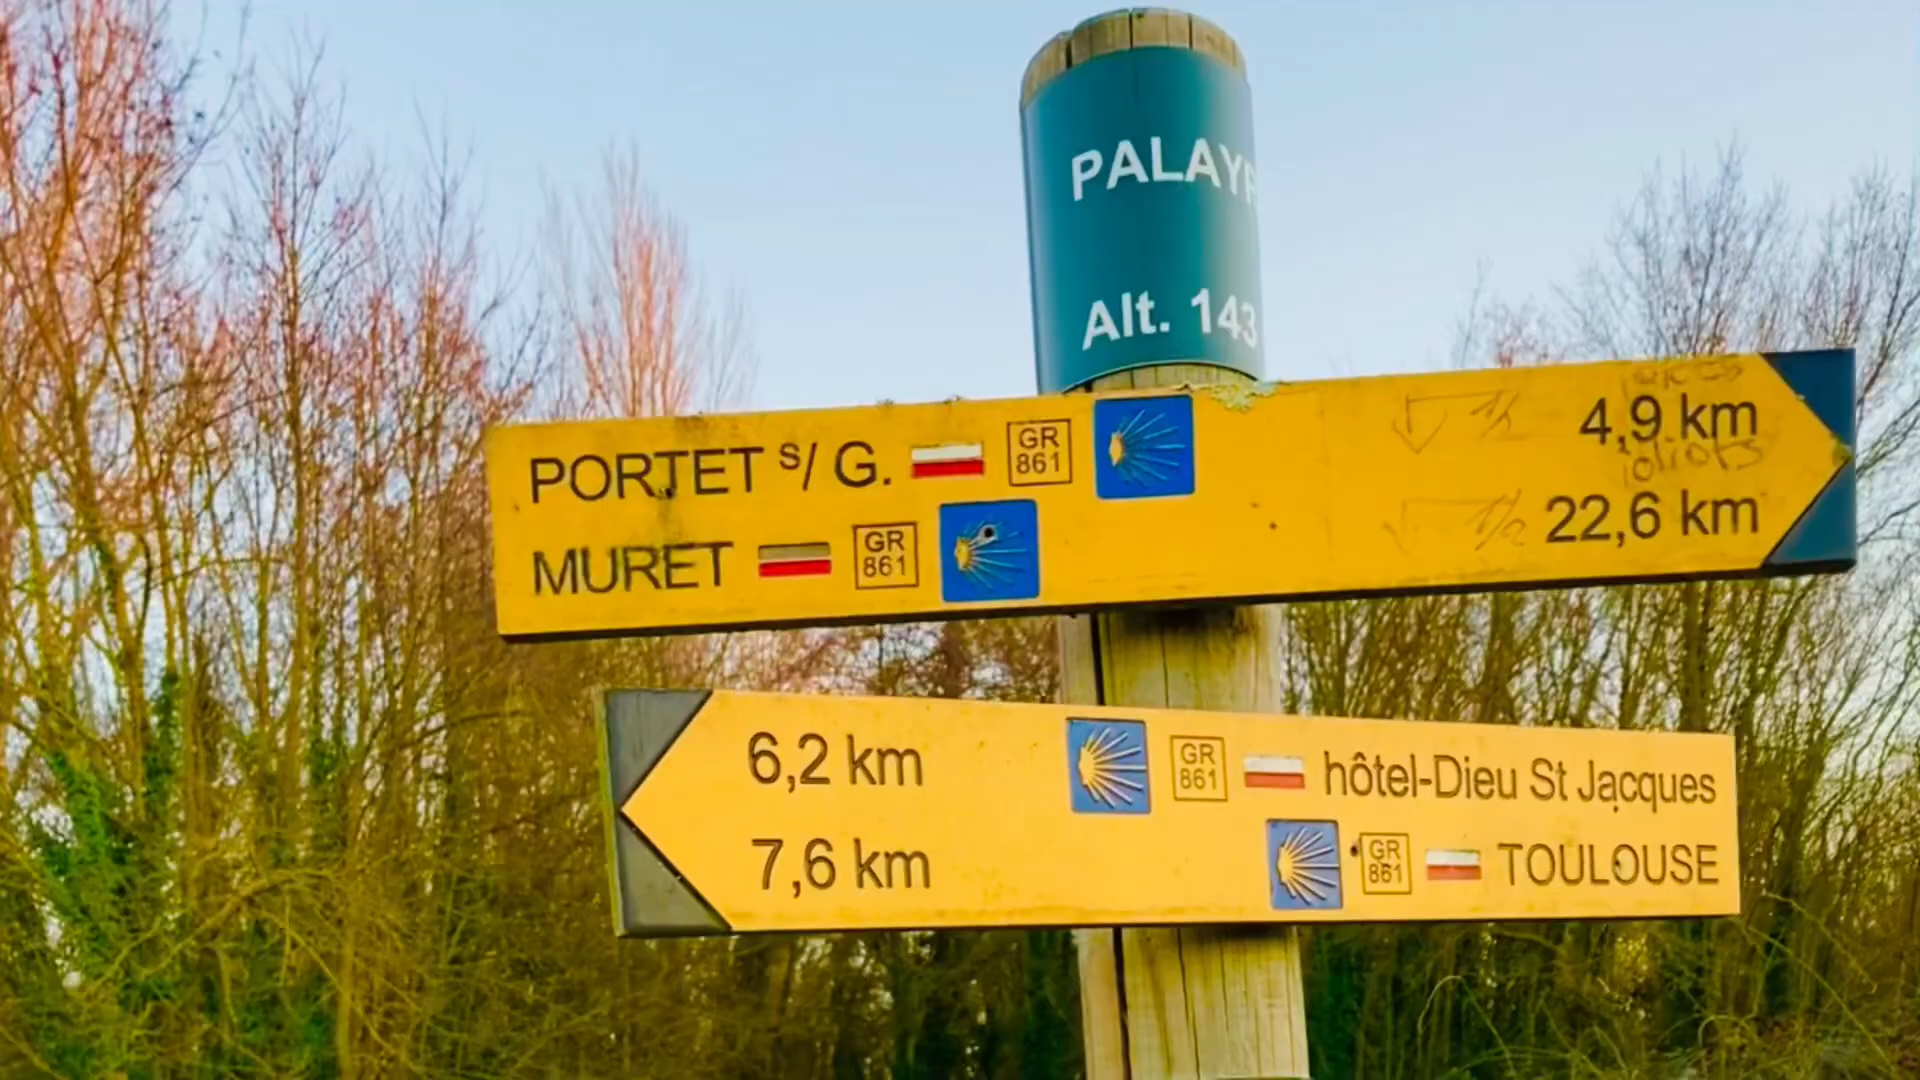 PALAY
Alt. 143
PORTET s/ G. GR 861 4,9 km
MURET GR 861 22,6 km
6,2 km GR 861 hôtel-Dieu St Jacques
7,6 km GR 861 TOULOUSE